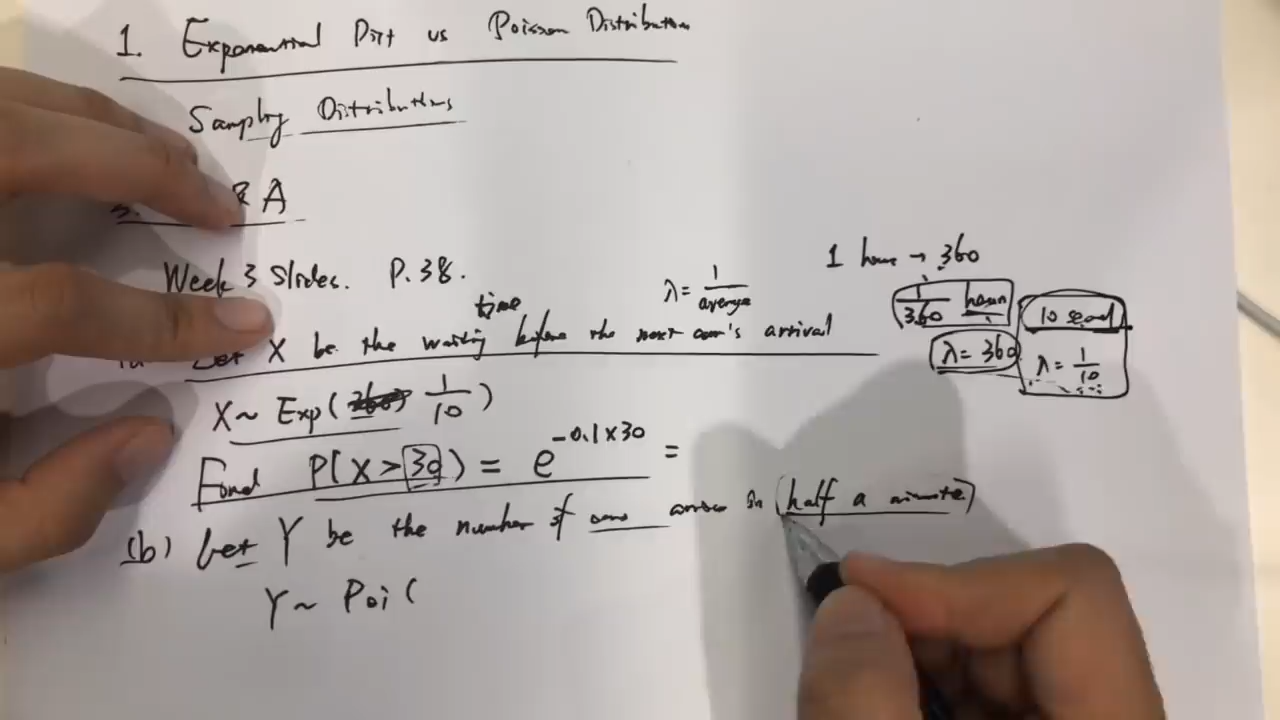 1. Exponential Dist vs Poisson Distribution
Sampling Distributions
& A
Week 3 Slides. P.38.
1 hour → 360
λ = 1/average
1/360 hour
10 second
λ = 360
λ = 1/10
time
Let X be the waiting before the next car's arrival
X ~ Exp( 1/10 )
Find P(X > 30) = e^{-0.1×30} =
(b) Let Y be the number of cars arrive in (half a minute)
Y ~ Poi (